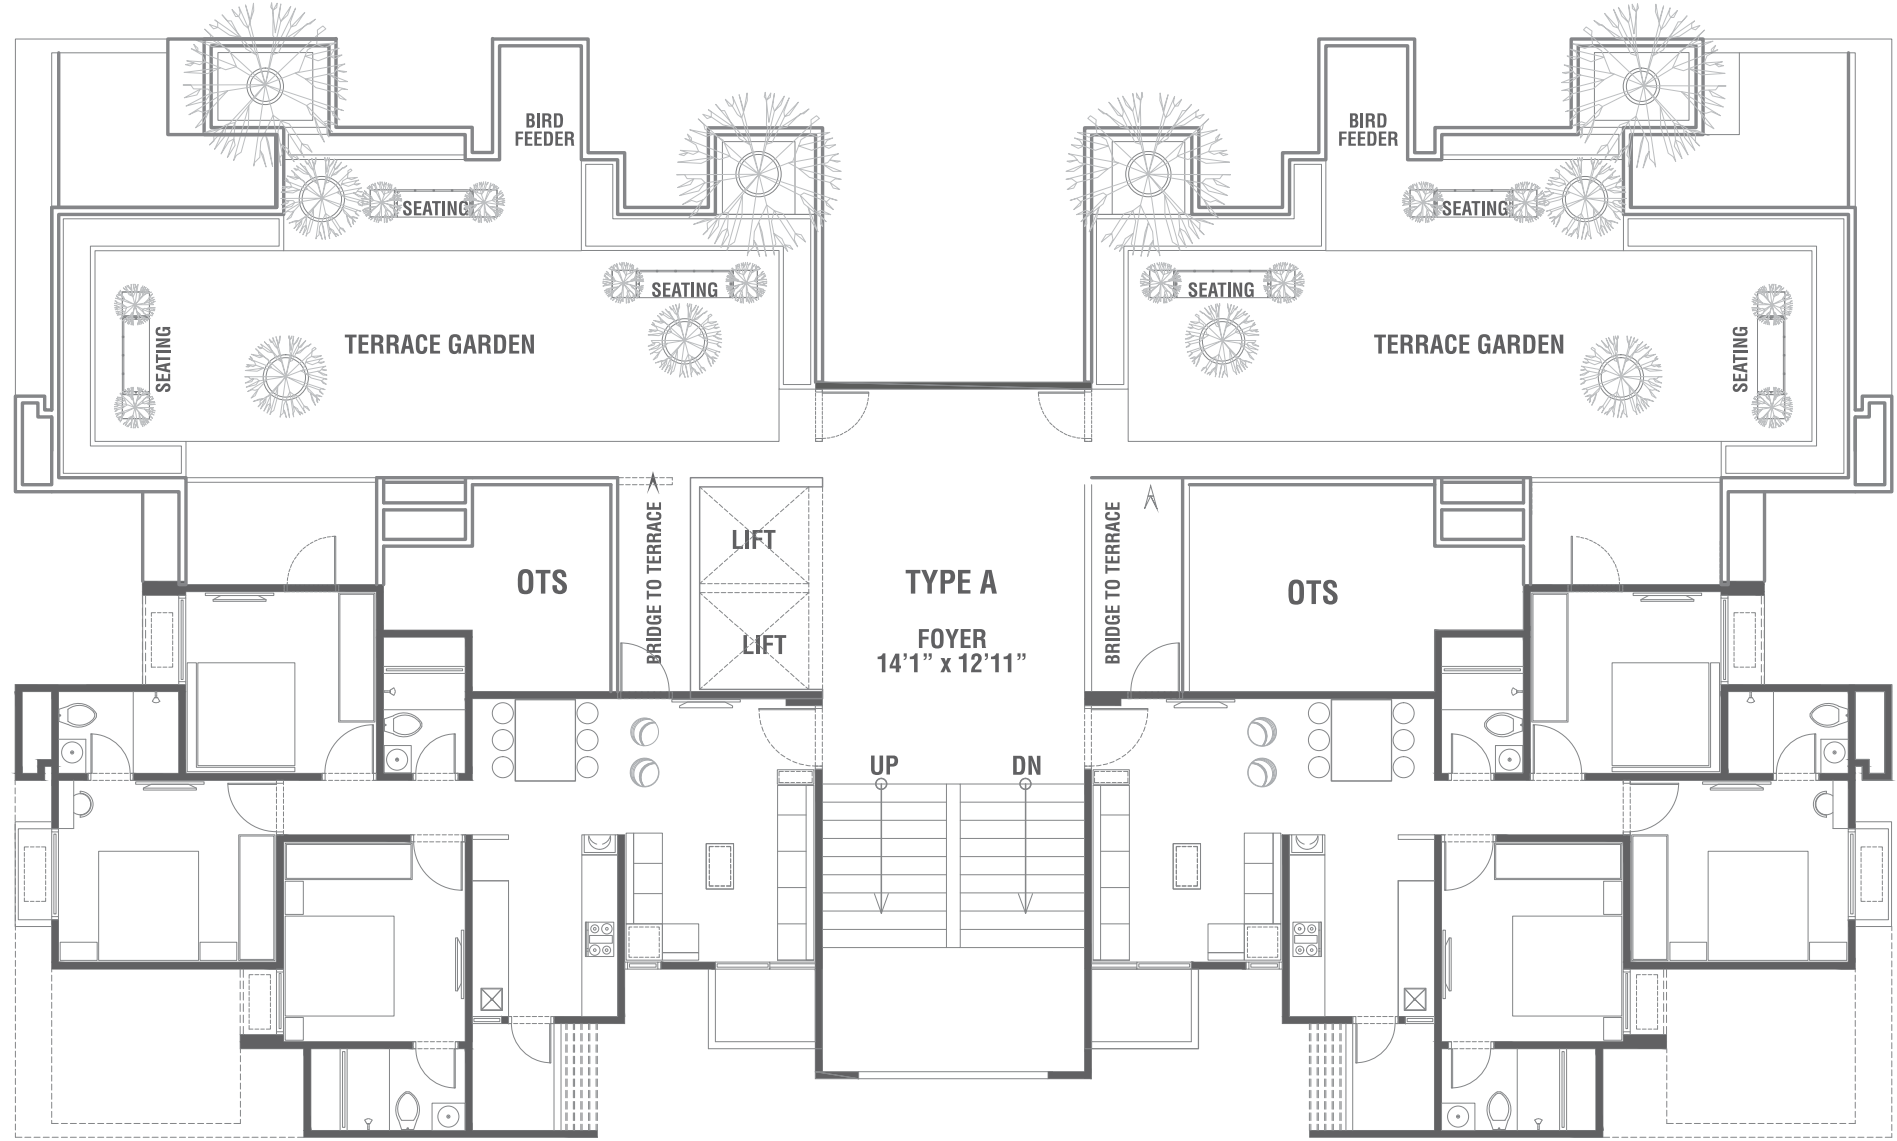 BIRD
FEEDER
BIRD
FEEDER
SEATING
SEATING
SEATING
SEATING
SEATING
TERRACE GARDEN
TERRACE GARDEN
SEATING
BRIDGE TO TERRACE
LIFT
LIFT
OTS
TYPE A
FOYER
14'1" x 12'11"
BRIDGE TO TERRACE
OTS
UP
DN